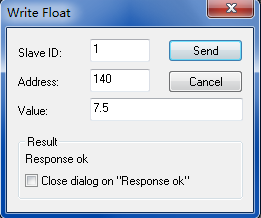 Write Float
Slave ID: 1 Send
Address: 140 Cancel
Value: 7.5
Result
Response ok
Close dialog on "Response ok"